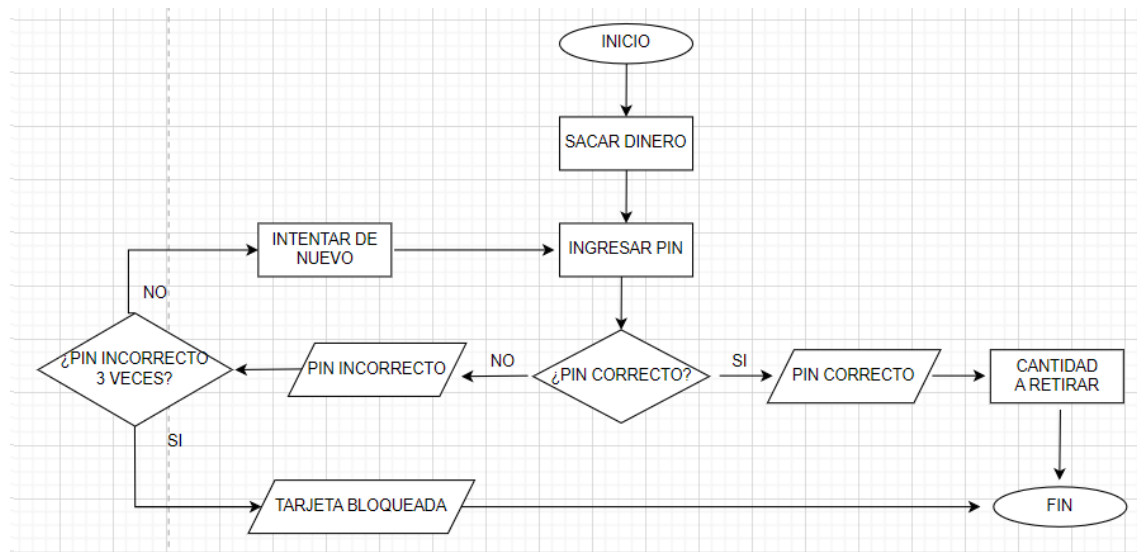 INICIO
SACAR DINERO
INTENTAR DE
NUEVO
INGRESAR PIN
NO
¿PIN INCORRECTO
3 VECES?
PIN INCORRECTO
NO
¿PIN CORRECTO?
SI
PIN CORRECTO
CANTIDAD
A RETIRAR
SI
TARJETA BLOQUEADA
FIN